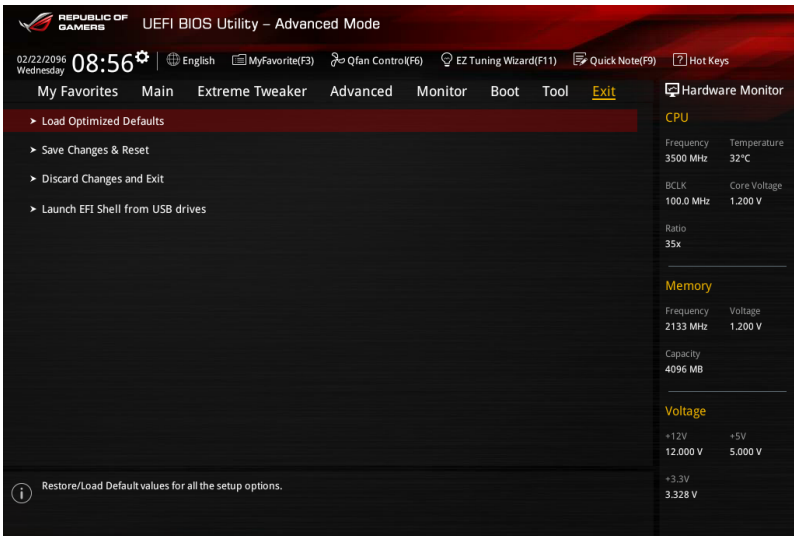 REPUBLIC OF
GAMERS
UEFI BIOS Utility – Advanced Mode
02/22/2096
Wednesday
08:56
English
MyFavorite(F3)
Qfan Control(F6)
EZ Tuning Wizard(F11)
Quick Note(F9)
? Hot Keys
My Favorites Main Extreme Tweaker Advanced Monitor Boot Tool Exit
Hardware Monitor
➤ Load Optimized Defaults
➤ Save Changes & Reset
➤ Discard Changes and Exit
➤ Launch EFI Shell from USB drives
CPU
Frequency Temperature
3500 MHz 32°C
BCLK Core Voltage
100.0 MHz 1.200 V
Ratio
35x
Memory
Frequency Voltage
2133 MHz 1.200 V
Capacity
4096 MB
Voltage
+12V +5V
12.000 V 5.000 V
+3.3V
3.328 V
i
Restore/Load Default values for all the setup options.